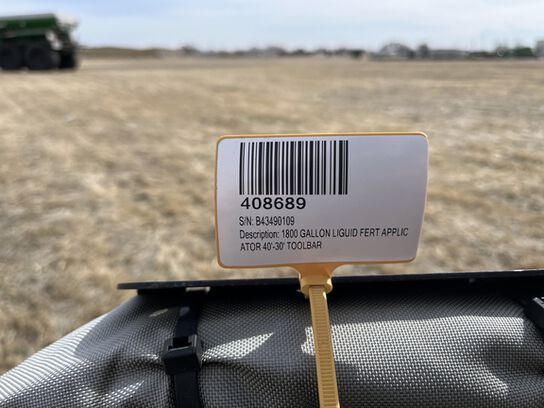 408689
S/N: B43490109
Description: 1800 GALLON LIGUID FERT APPLIC
ATOR 40'-30' TOOLBAR